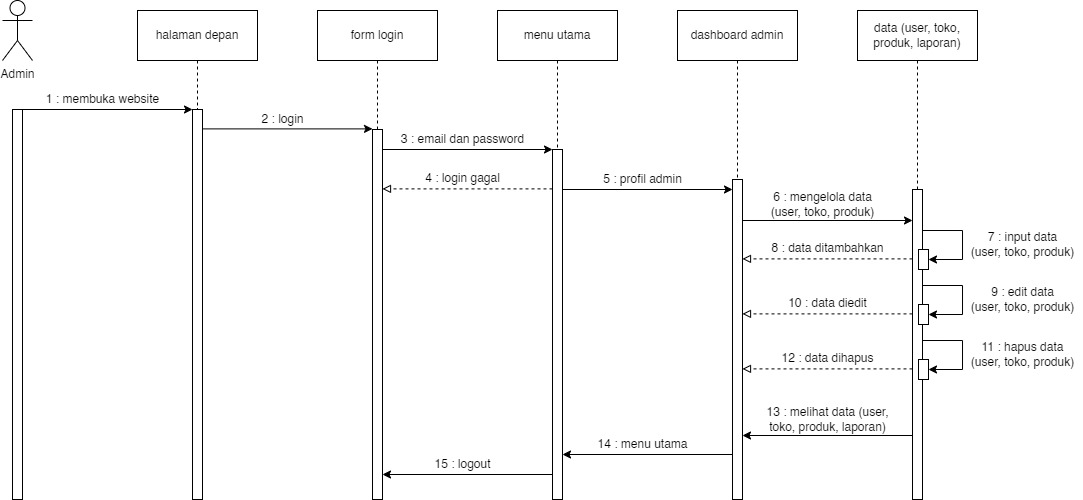 Admin
halaman depan
form login
menu utama
dashboard admin
data (user, toko,
produk, laporan)
1 : membuka website
2 : login
3 : email dan password
4 : login gagal
5 : profil admin
6 : mengelola data
(user, toko, produk)
7 : input data
(user, toko, produk)
8 : data ditambahkan
9 : edit data
(user, toko, produk)
10 : data diedit
11 : hapus data
(user, toko, produk)
12 : data dihapus
13 : melihat data (user,
toko, produk, laporan)
14 : menu utama
15 : logout